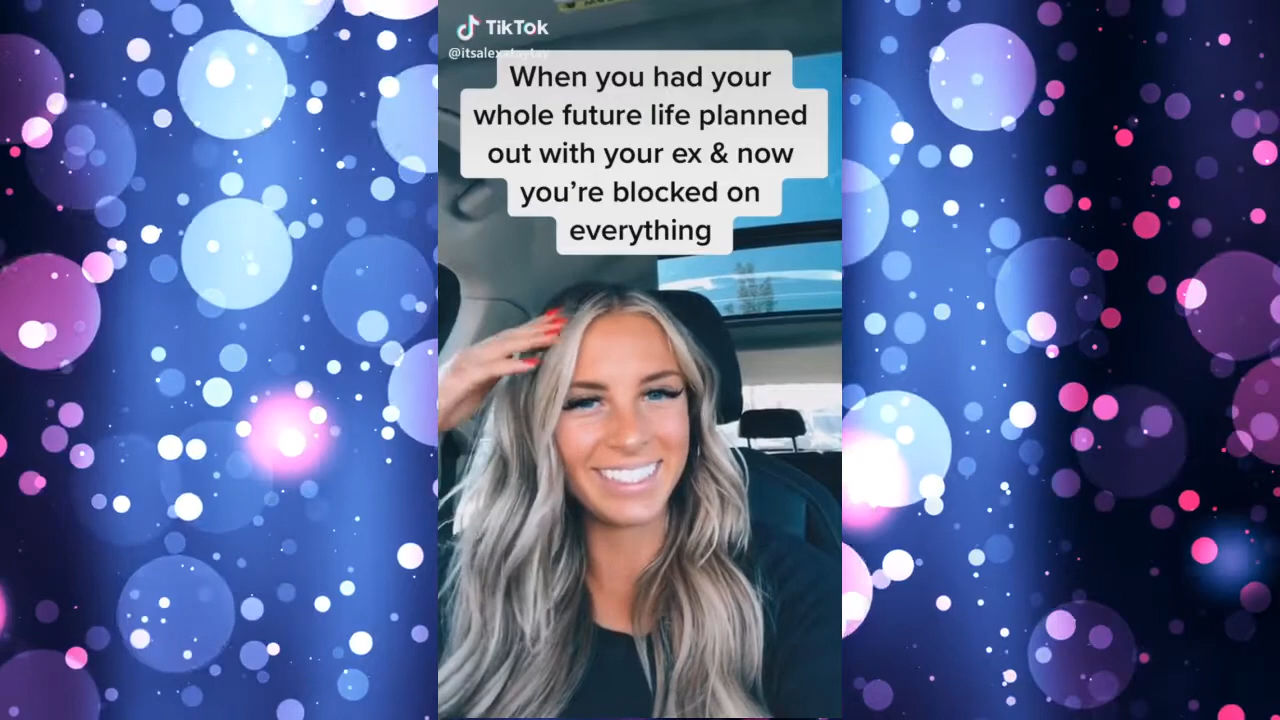 TikTok
When you had your
whole future life planned
out with your ex & now
you’re blocked on
everything